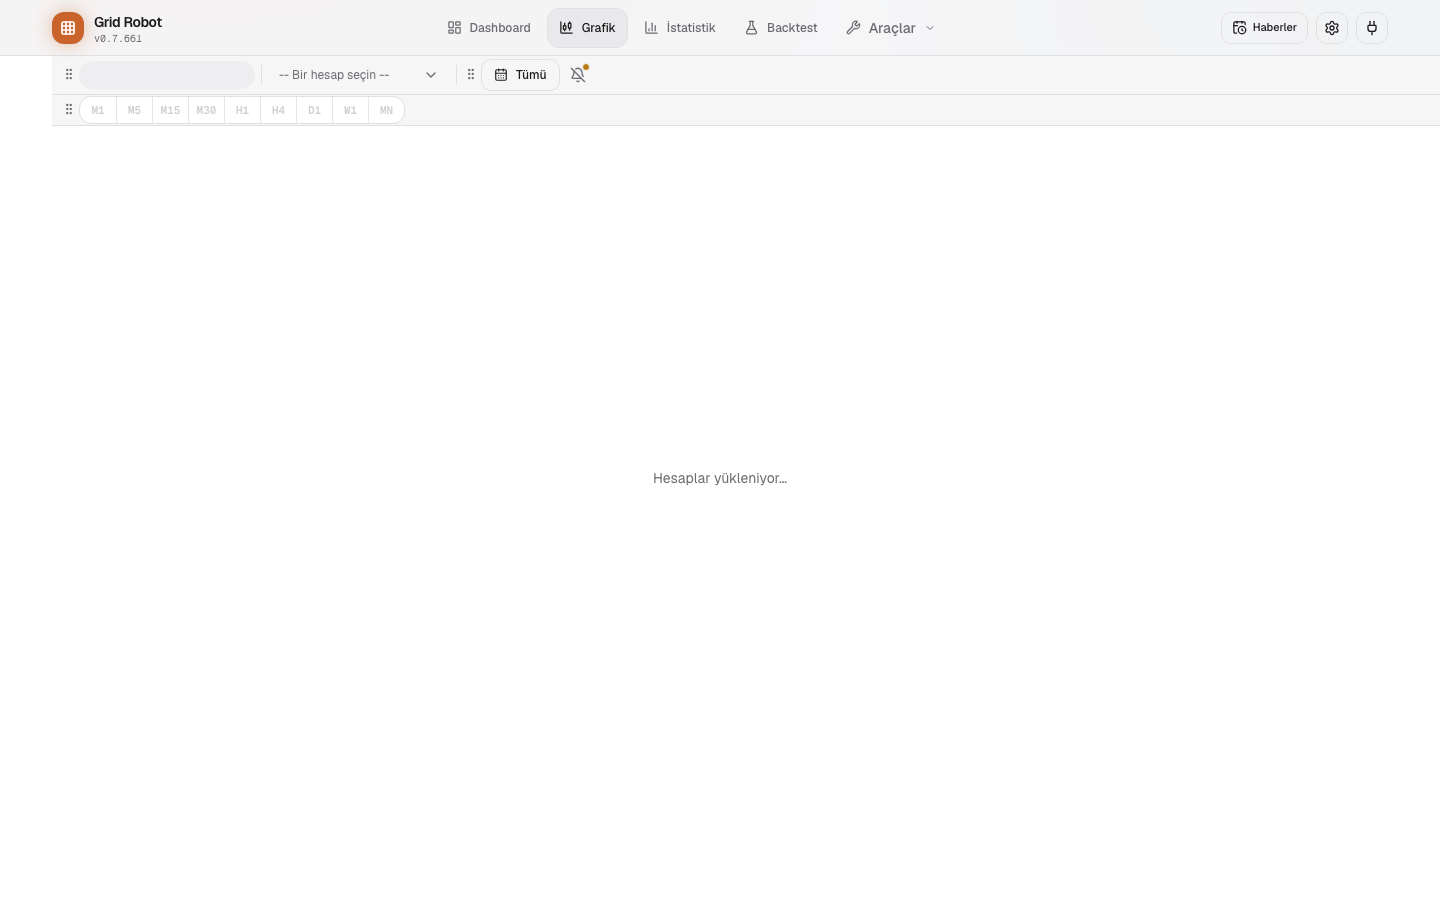 Grid Robot
v0.7.661
Dashboard
Grafik
İstatistik
Backtest
Araçlar
Haberler
-- Bir hesap seçin --
Tümü
M1 M5 M15 M30 H1 H4 D1 W1 MN
Hesaplar yükleniyor...